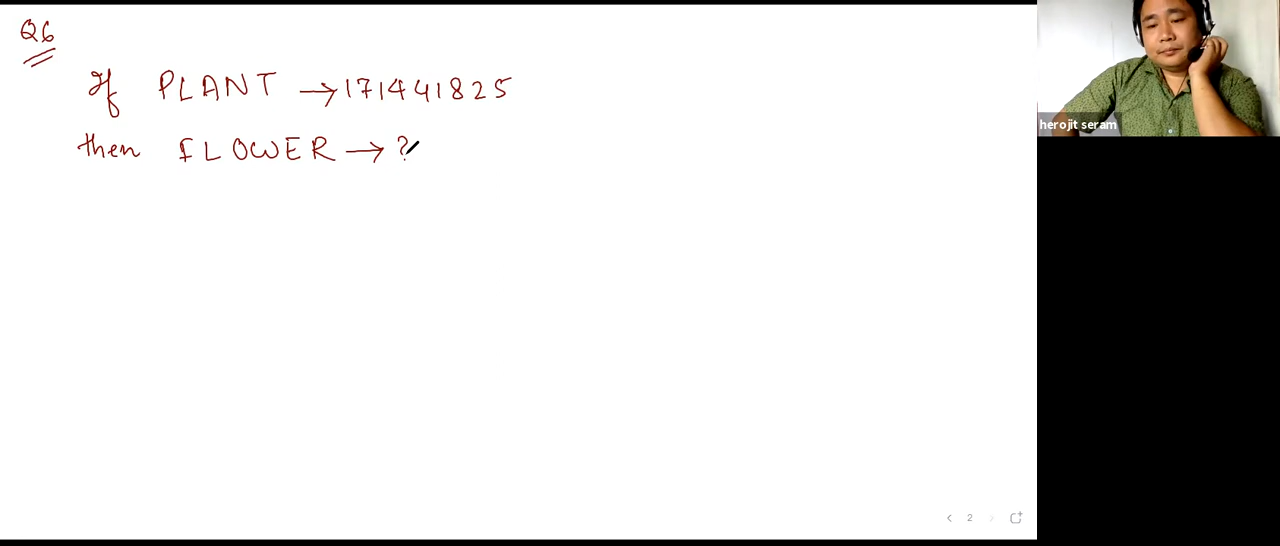 Q6
If PLANT → 171441825
then FLOWER → ?
herojit seram
2